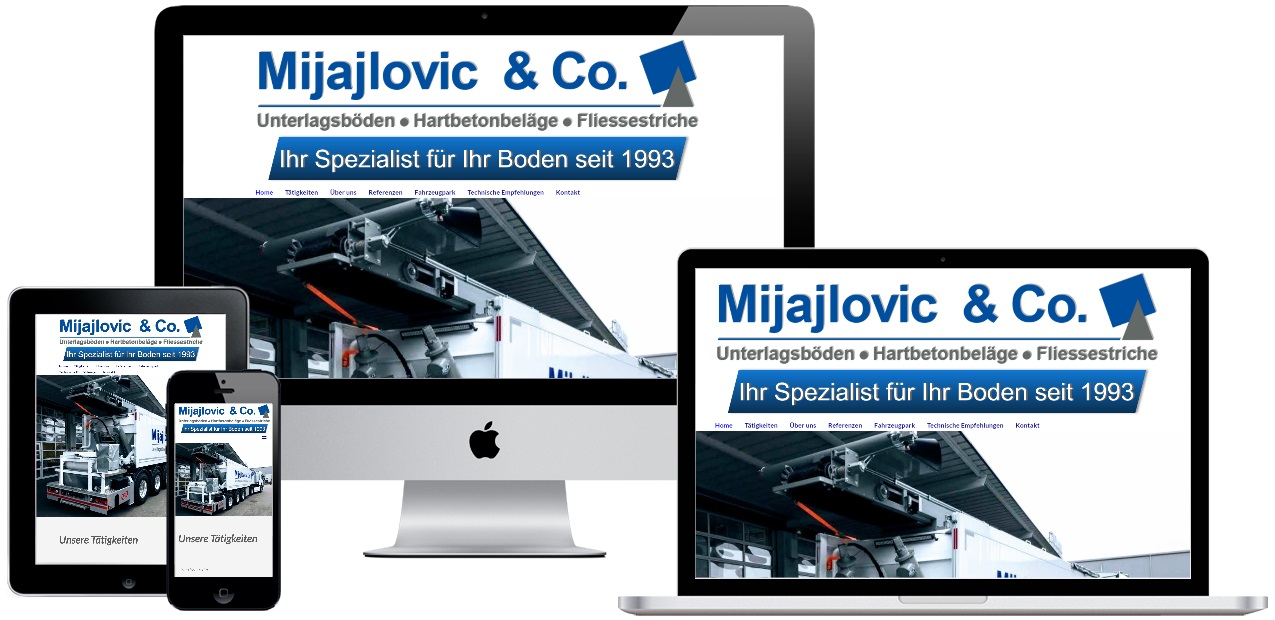 Mijajlovic & Co.
Unterlagsböden ● Hartbetonbeläge ● Fliessestriche
Ihr Spezialist für Ihr Boden seit 1993
Home Tätigkeiten Über uns Referenzen Fahrzeugpark Technische Empfehlungen Kontakt
Mijajlovic & Co.
Unterlagsböden ● Hartbetonbeläge ● Fliessestriche
Ihr Spezialist für Ihr Boden seit 1993
Home Tätigkeiten Über uns Referenzen Fahrzeugpark Technische Empfehlungen Kontakt
Mijajlovic & Co.
Unterlagsböden ● Hartbetonbeläge ● Fliessestriche
Ihr Spezialist für Ihr Boden seit 1993
Unsere Tätigkeiten
Mijajlovic & Co.
Unterlagsböden ● Hartbetonbeläge ● Fliessestriche
Ihr Spezialist für Ihr Boden seit 1993
Unsere Tätigkeiten